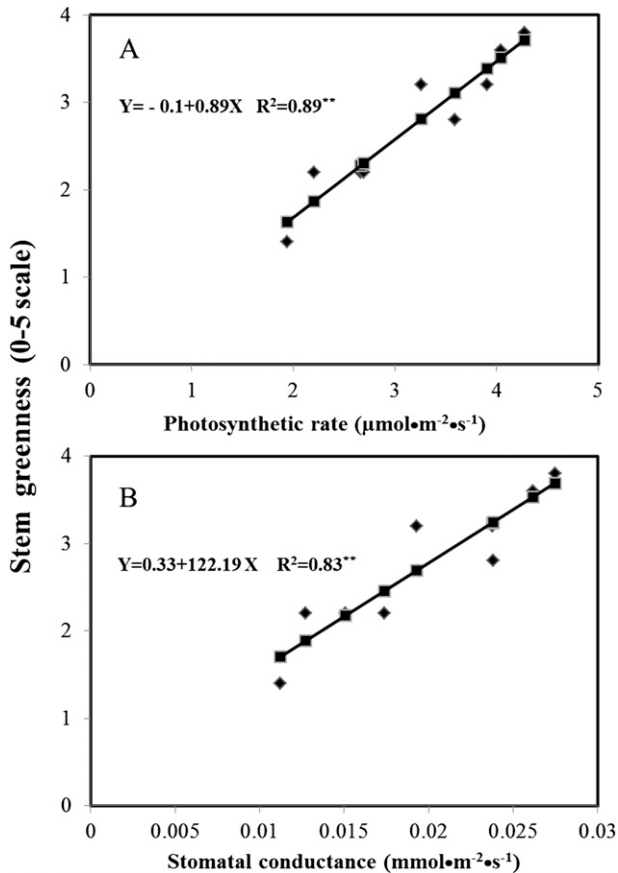 Stem greenness (0-5 scale)
4
3
2
1
0
A
Y= - 0.1+0.89X R²=0.89**
0 1 2 3 4 5
Photosynthetic rate (µmol•m⁻²•s⁻¹)
4
3
2
1
0
B
Y=0.33+122.19 X R²=0.83**
0 0.005 0.01 0.015 0.02 0.025 0.03
Stomatal conductance (mmol•m⁻²•s⁻¹)